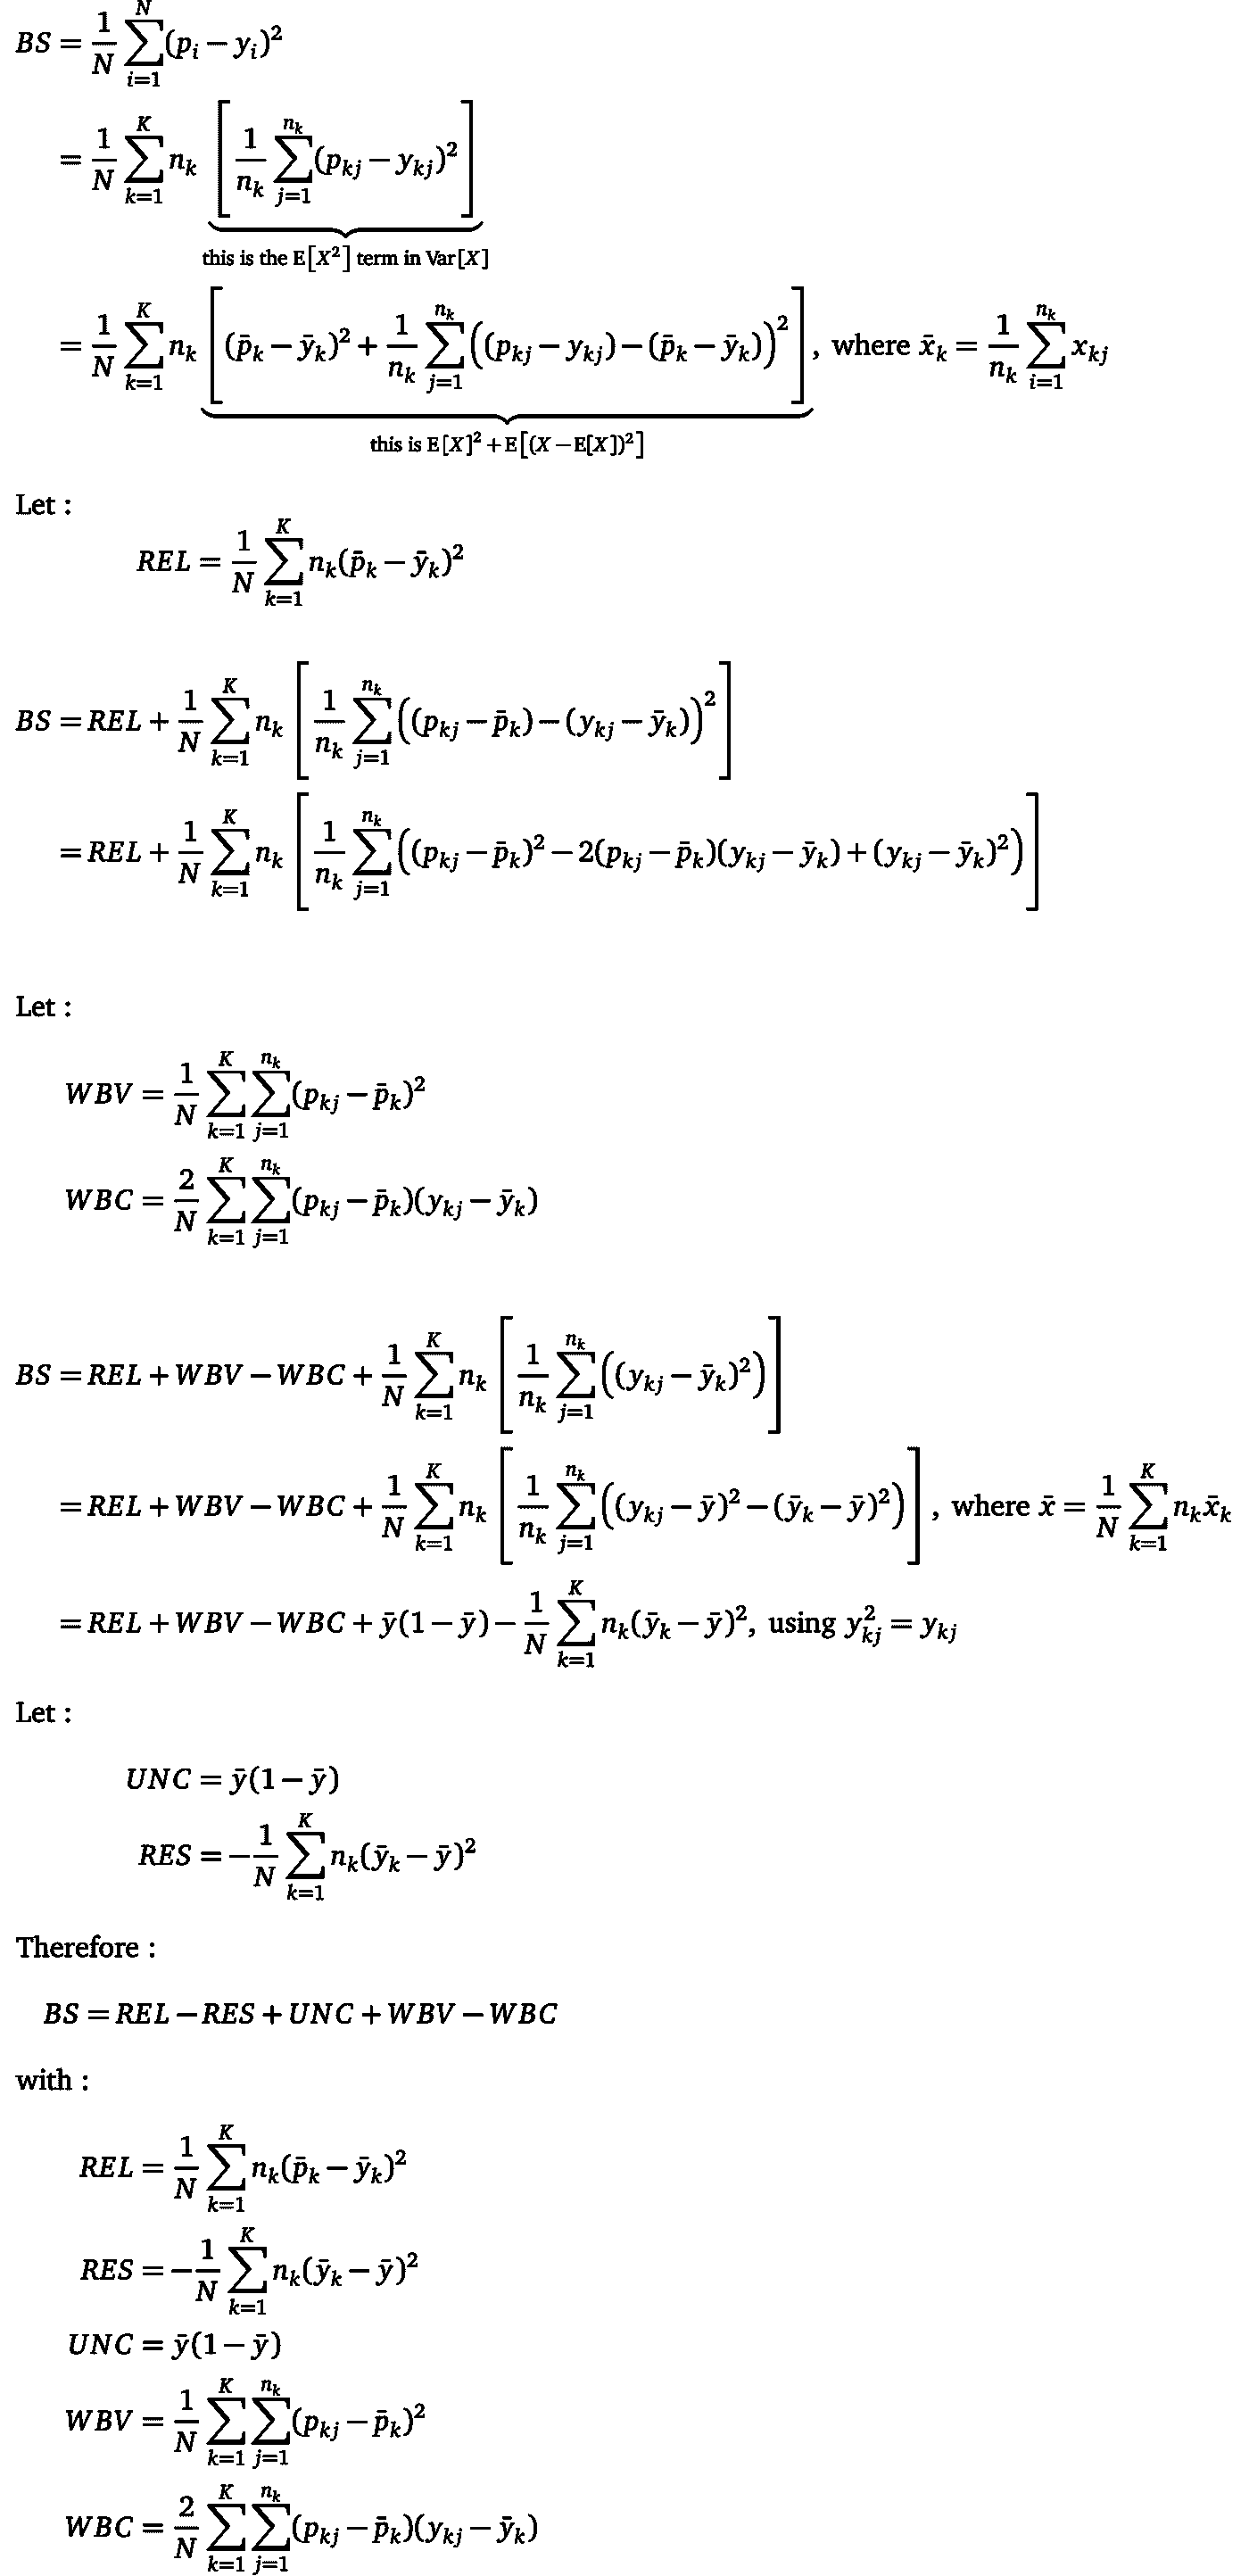 $BS = \frac{1}{N} \sum_{i=1}^{N} (p_i - y_i)^2$
$= \frac{1}{N} \sum_{k=1}^{K} n_k \underbrace{\left[ \frac{1}{n_k} \sum_{j=1}^{n_k} (p_{kj} - y_{kj})^2 \right]}_{\text{this is the } \mathrm{E}[X^2] \text{ term in } \mathrm{Var}[X]}$
$= \frac{1}{N} \sum_{k=1}^{K} n_k \underbrace{\left[ (\bar{p}_k - \bar{y}_k)^2 + \frac{1}{n_k} \sum_{j=1}^{n_k} \left( (p_{kj} - y_{kj}) - (\bar{p}_k - \bar{y}_k) \right)^2 \right]}_{\text{this is } \mathrm{E}[X]^2 + \mathrm{E}[(X - \mathrm{E}[X])^2]}, \text{ where } \bar{x}_k = \frac{1}{n_k} \sum_{i=1}^{n_k} x_{kj}$
Let :
$REL = \frac{1}{N} \sum_{k=1}^{K} n_k (\bar{p}_k - \bar{y}_k)^2$
$BS = REL + \frac{1}{N} \sum_{k=1}^{K} n_k \left[ \frac{1}{n_k} \sum_{j=1}^{n_k} \left( (p_{kj} - \bar{p}_k) - (y_{kj} - \bar{y}_k) \right)^2 \right]$
$= REL + \frac{1}{N} \sum_{k=1}^{K} n_k \left[ \frac{1}{n_k} \sum_{j=1}^{n_k} \left( (p_{kj} - \bar{p}_k)^2 - 2(p_{kj} - \bar{p}_k)(y_{kj} - \bar{y}_k) + (y_{kj} - \bar{y}_k)^2 \right) \right]$
Let :
$WBV = \frac{1}{N} \sum_{k=1}^{K} \sum_{j=1}^{n_k} (p_{kj} - \bar{p}_k)^2$
$WBC = \frac{2}{N} \sum_{k=1}^{K} \sum_{j=1}^{n_k} (p_{kj} - \bar{p}_k)(y_{kj} - \bar{y}_k)$
$BS = REL + WBV - WBC + \frac{1}{N} \sum_{k=1}^{K} n_k \left[ \frac{1}{n_k} \sum_{j=1}^{n_k} \left( (y_{kj} - \bar{y}_k)^2 \right) \right]$
$= REL + WBV - WBC + \frac{1}{N} \sum_{k=1}^{K} n_k \left[ \frac{1}{n_k} \sum_{j=1}^{n_k} \left( (y_{kj} - \bar{y})^2 - (\bar{y}_k - \bar{y})^2 \right) \right], \text{ where } \bar{x} = \frac{1}{N} \sum_{k=1}^{K} n_k \bar{x}_k$
$= REL + WBV - WBC + \bar{y}(1 - \bar{y}) - \frac{1}{N} \sum_{k=1}^{K} n_k (\bar{y}_k - \bar{y})^2, \text{ using } y_{kj}^2 = y_{kj}$
Let :
$UNC = \bar{y}(1 - \bar{y})$
$RES = -\frac{1}{N} \sum_{k=1}^{K} n_k (\bar{y}_k - \bar{y})^2$
Therefore :
$BS = REL - RES + UNC + WBV - WBC$
with :
$REL = \frac{1}{N} \sum_{k=1}^{K} n_k (\bar{p}_k - \bar{y}_k)^2$
$RES = -\frac{1}{N} \sum_{k=1}^{K} n_k (\bar{y}_k - \bar{y})^2$
$UNC = \bar{y}(1 - \bar{y})$
$WBV = \frac{1}{N} \sum_{k=1}^{K} \sum_{j=1}^{n_k} (p_{kj} - \bar{p}_k)^2$
$WBC = \frac{2}{N} \sum_{k=1}^{K} \sum_{j=1}^{n_k} (p_{kj} - \bar{p}_k)(y_{kj} - \bar{y}_k)$